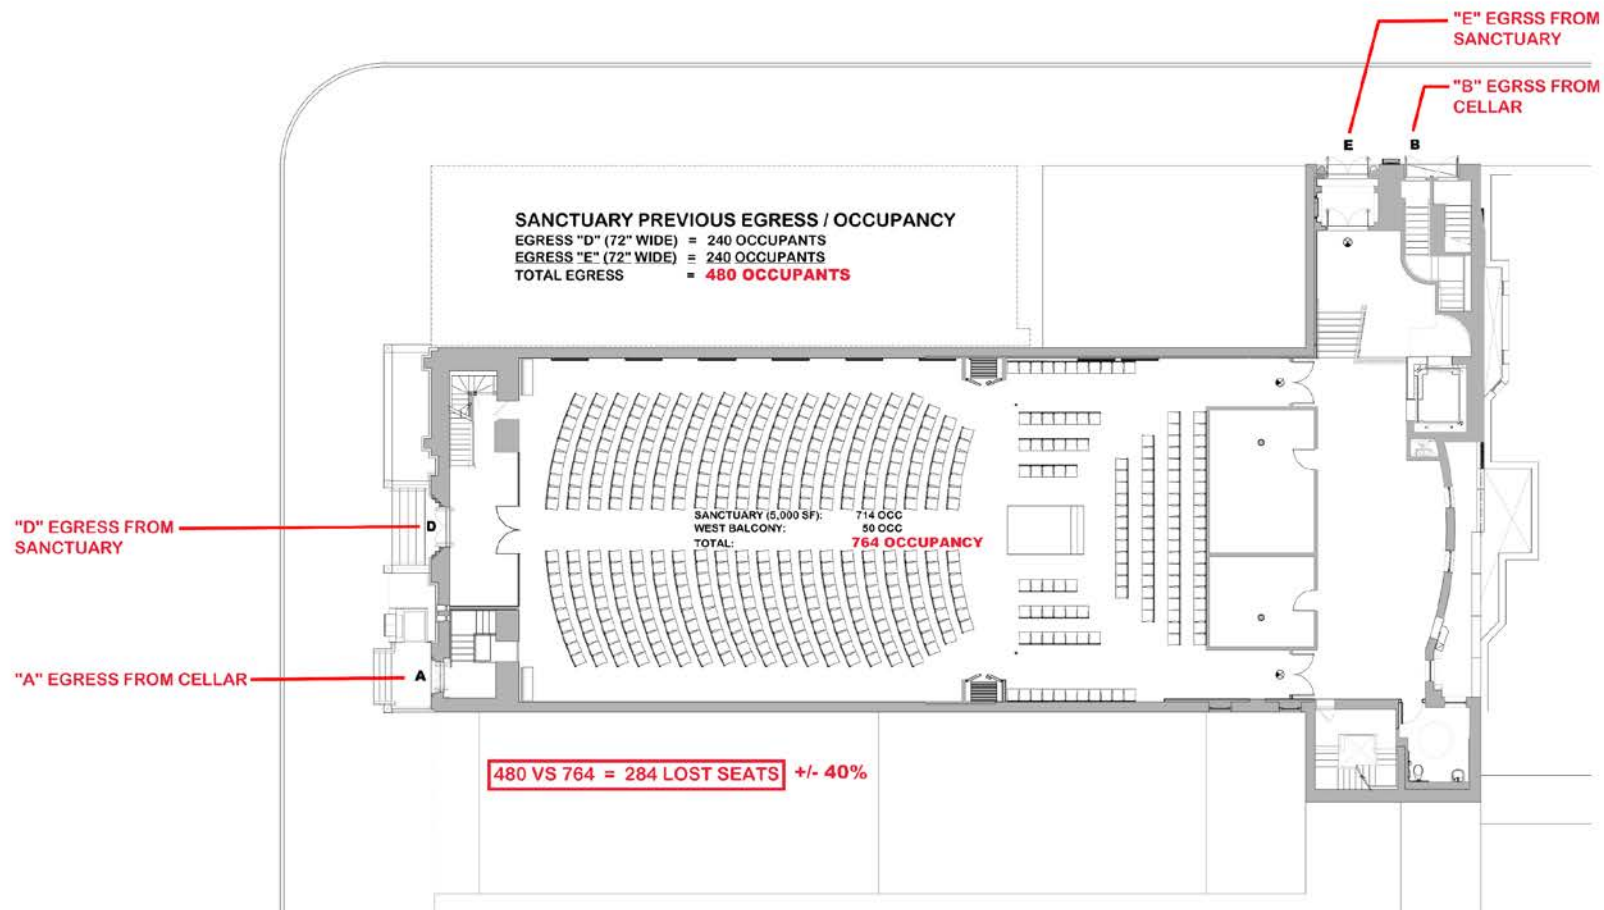 "E" EGRSS FROM
SANCTUARY
"B" EGRSS FROM
CELLAR
E
B
SANCTUARY PREVIOUS EGRESS / OCCUPANCY
EGRESS "D" (72" WIDE) = 240 OCCUPANTS
EGRESS "E" (72" WIDE) = 240 OCCUPANTS
TOTAL EGRESS = 480 OCCUPANTS
"D" EGRESS FROM
SANCTUARY
D
SANCTUARY (5,000 SF): 714 OCC
WEST BALCONY: 50 OCC
TOTAL: 764 OCCUPANCY
"A" EGRESS FROM CELLAR
A
480 VS 764 = 284 LOST SEATS +/- 40%